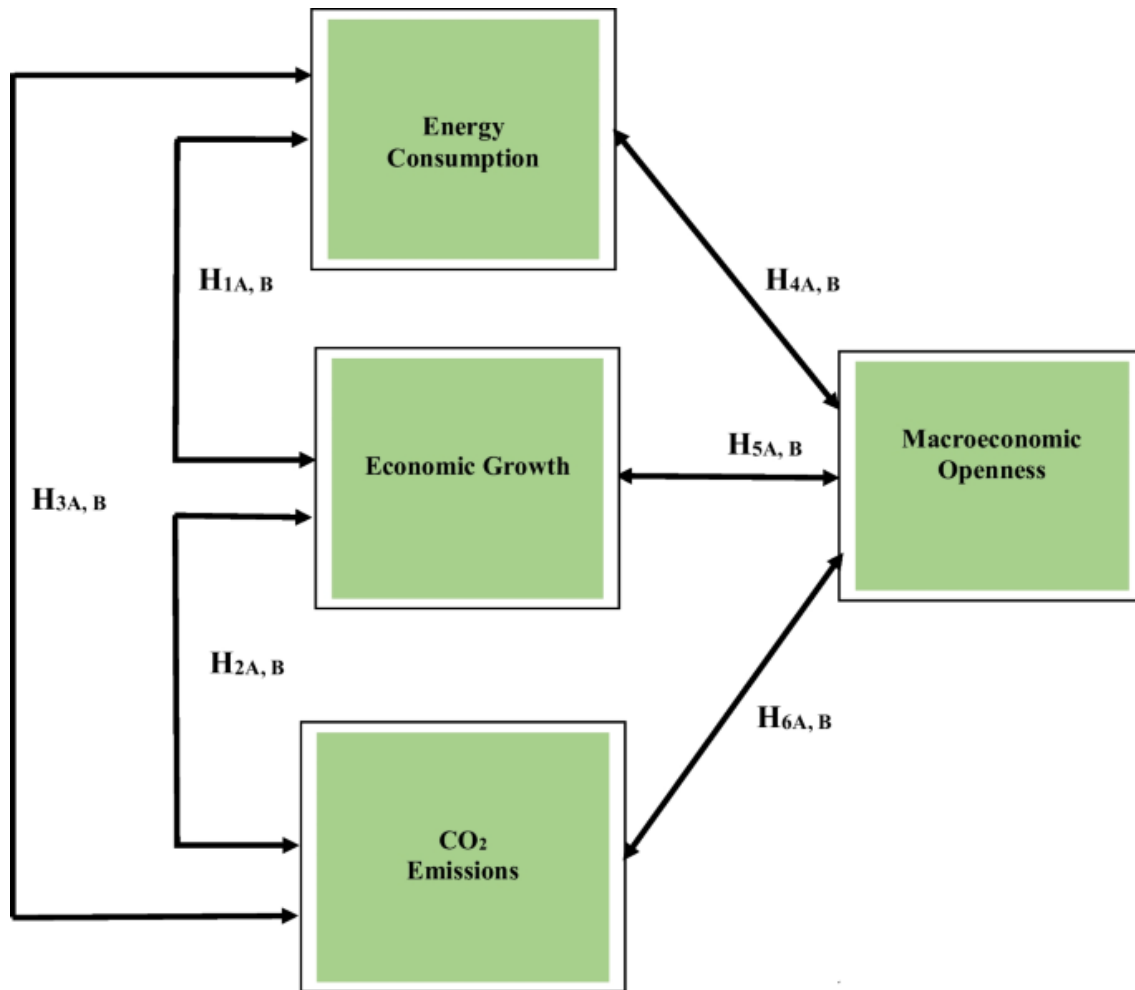 Energy
Consumption
H1A, B
H4A, B
Economic Growth
H5A, B
Macroeconomic
Openness
H3A, B
H2A, B
H6A, B
CO2
Emissions